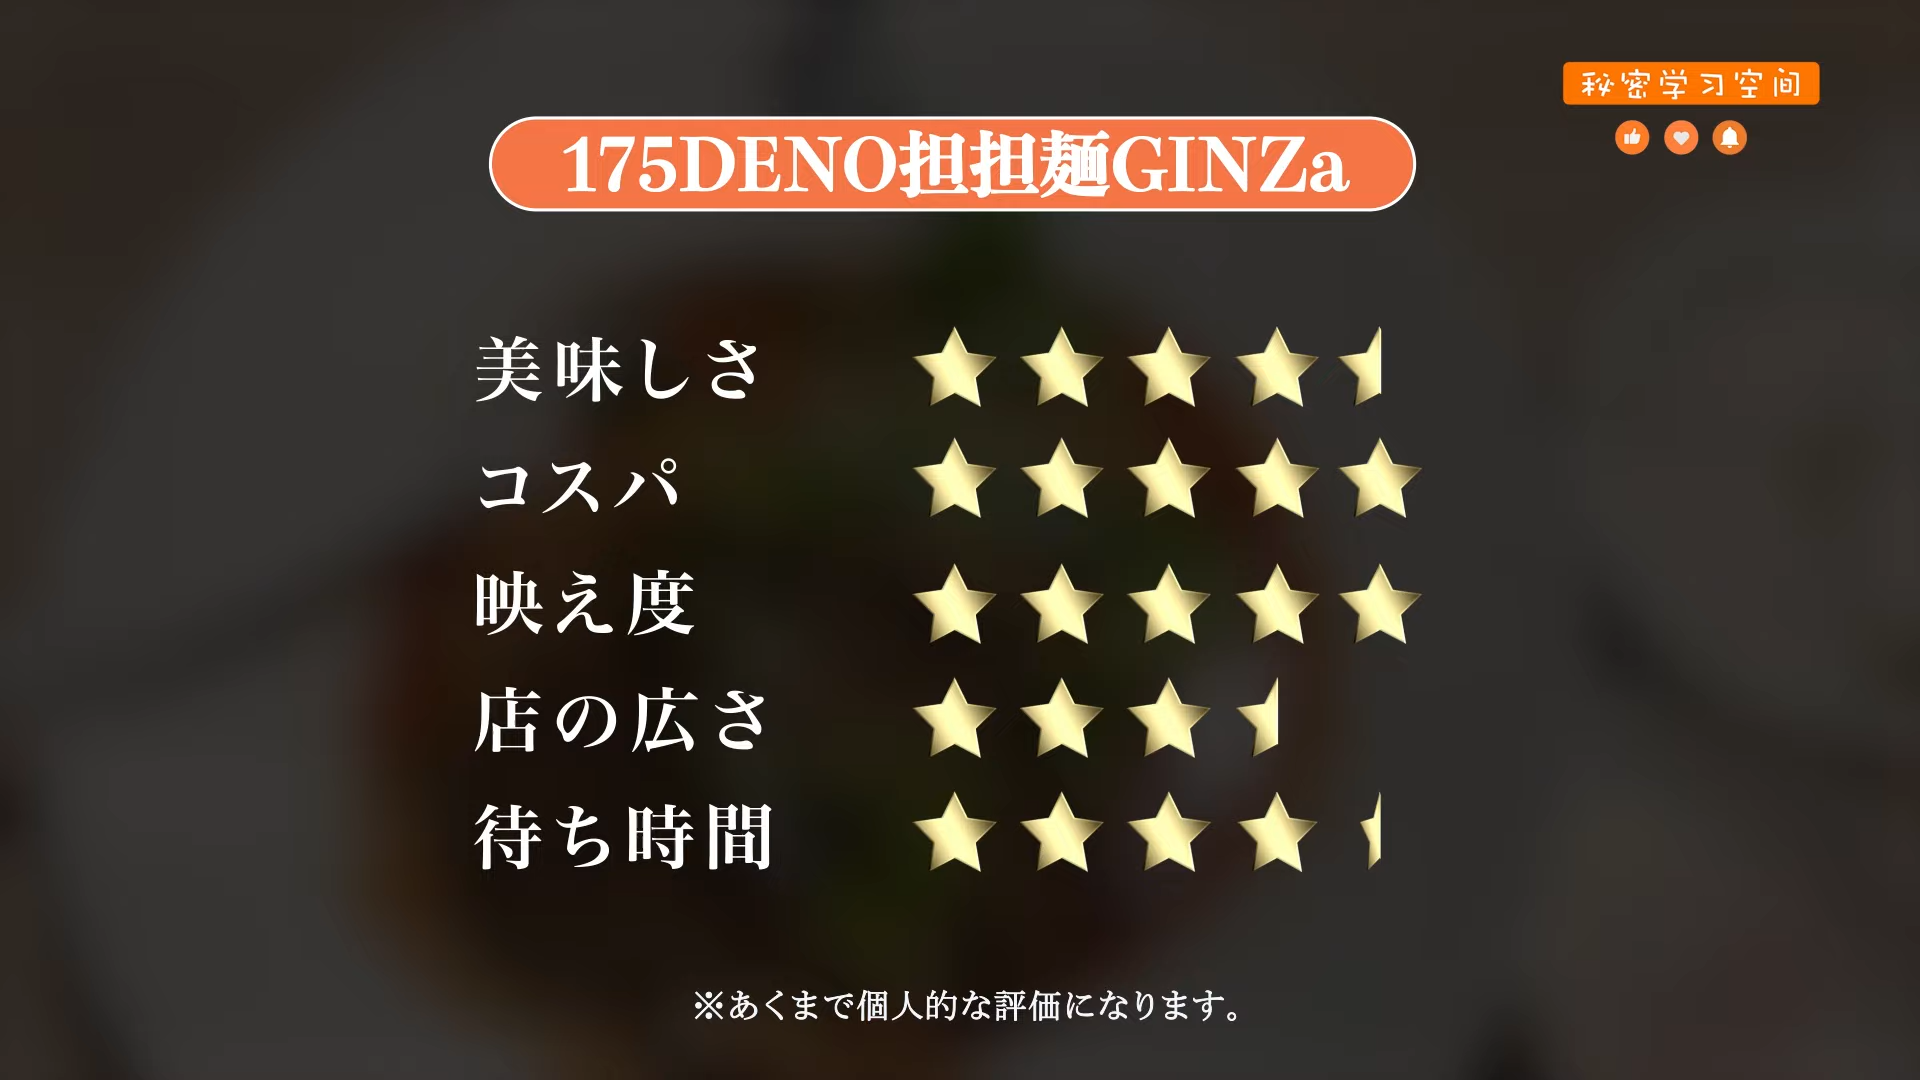 秘密学习空间
175DENO担担麺GINZa
美味しさ
コスパ
映え度
店の広さ
待ち時間
※あくまで個人的な評価になります。